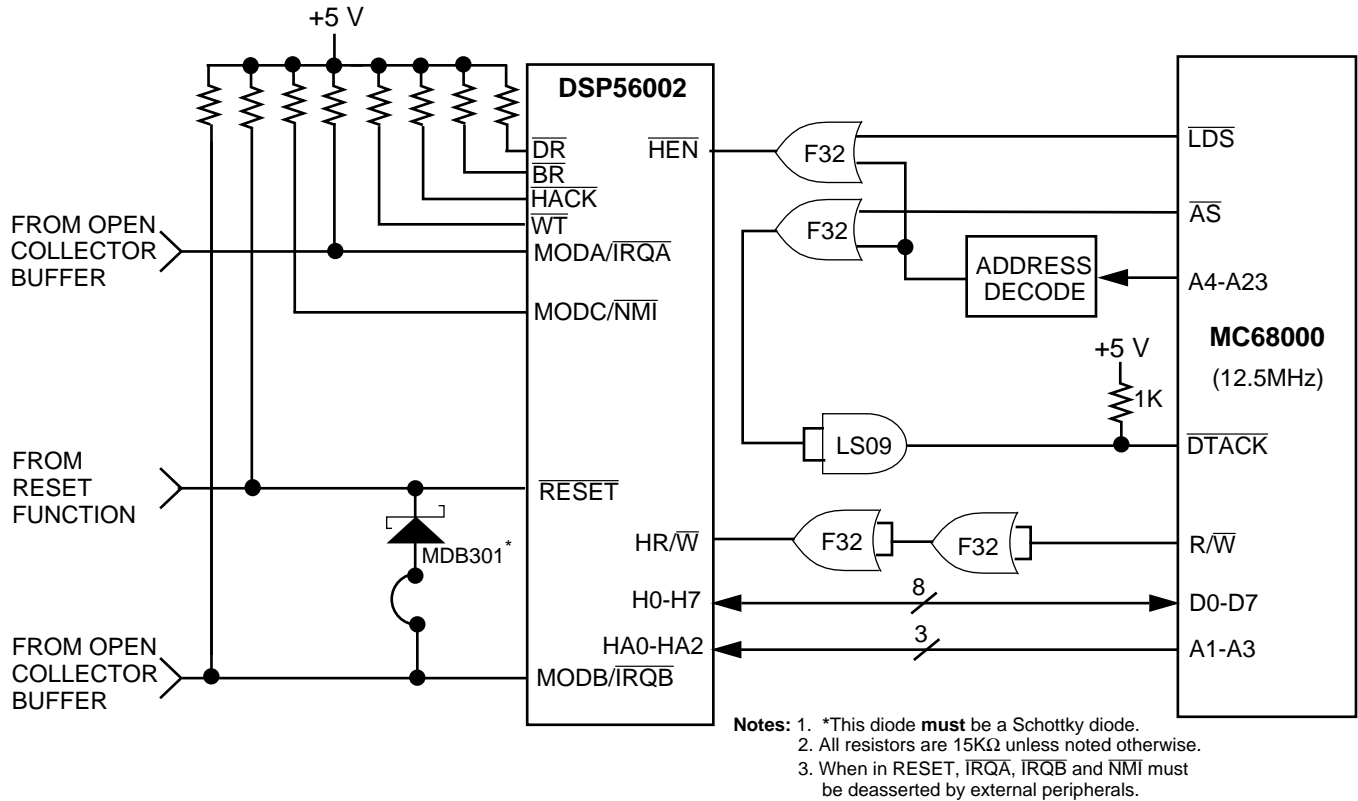 +5 V
DSP56002
DR
BR
HACK
WT
MODA/IRQA
MODC/NMI
RESET
MODB/IRQB
HEN
HR/W
H0-H7
HA0-HA2
FROM OPEN
COLLECTOR
BUFFER
FROM
RESET
FUNCTION
MDB301*
FROM OPEN
COLLECTOR
BUFFER
F32
F32
ADDRESS
DECODE
+5 V
1K
LS09
F32
F32
8
3
LDS
AS
A4-A23
MC68000
(12.5MHz)
DTACK
R/W
D0-D7
A1-A3
Notes: 1. *This diode must be a Schottky diode.
2. All resistors are 15KΩ unless noted otherwise.
3. When in RESET, IRQA, IRQB and NMI must
be deasserted by external peripherals.